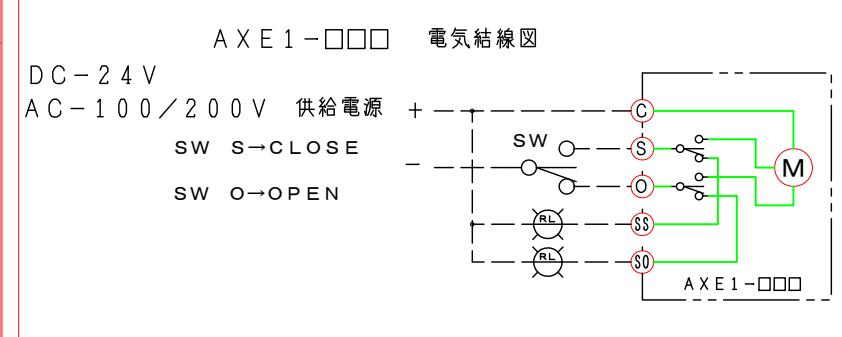 AXE1-□□□ 電気結線図
DC-24V
AC-100/200V 供給電源 +
SW S→CLOSE
-
SW O→OPEN
SW
C
S
O
M
RL
SS
RL
SO
AXE1-□□□